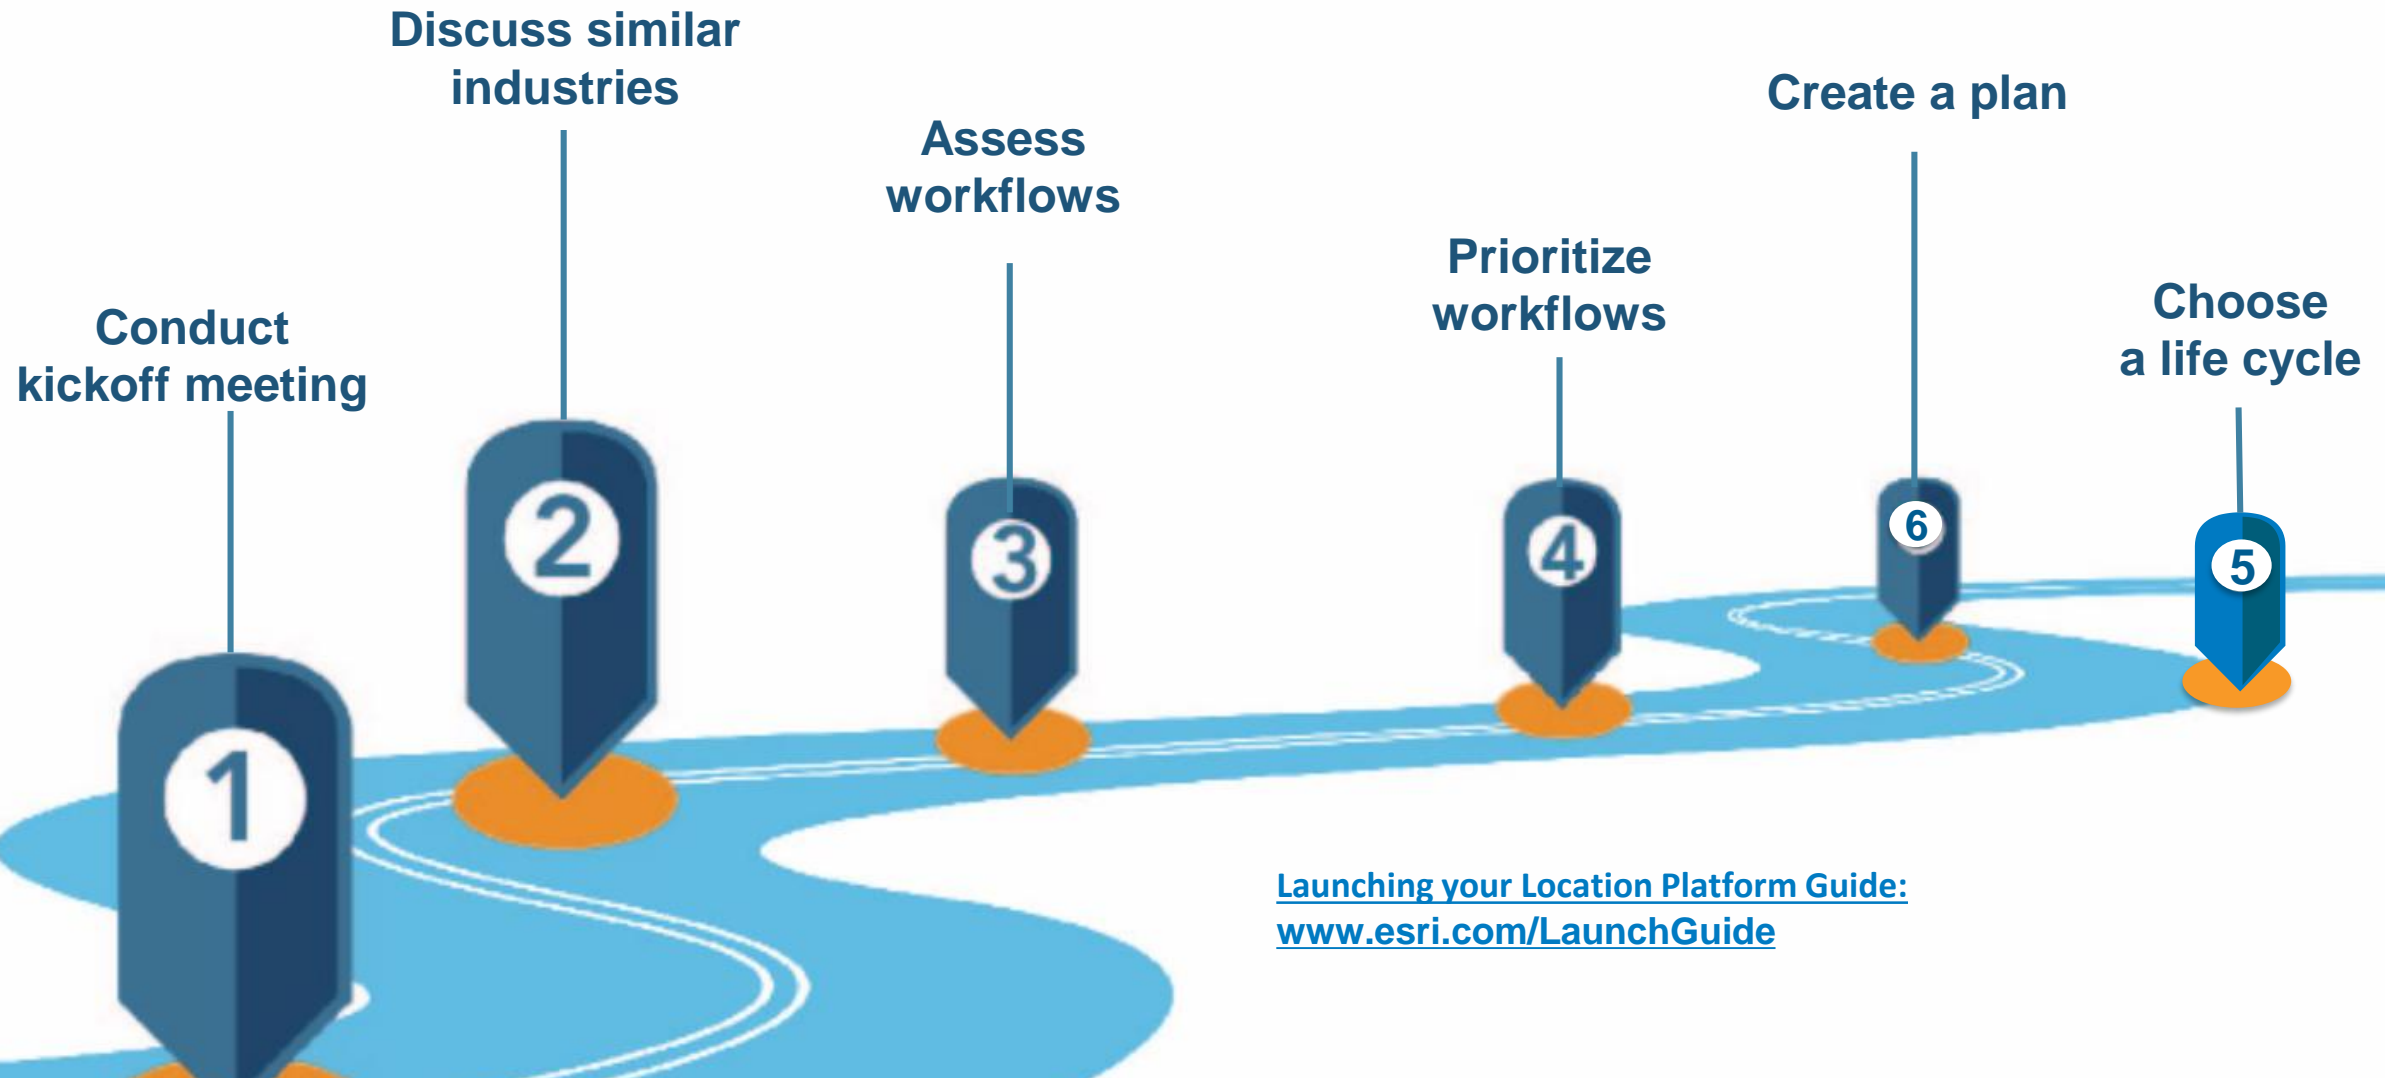 Discuss similar
industries
Create a plan
Assess
workflows
Prioritize
workflows
Choose
a life cycle
Conduct
kickoff meeting
1
2
3
4
6
5
Launching your Location Platform Guide:
www.esri.com/LaunchGuide